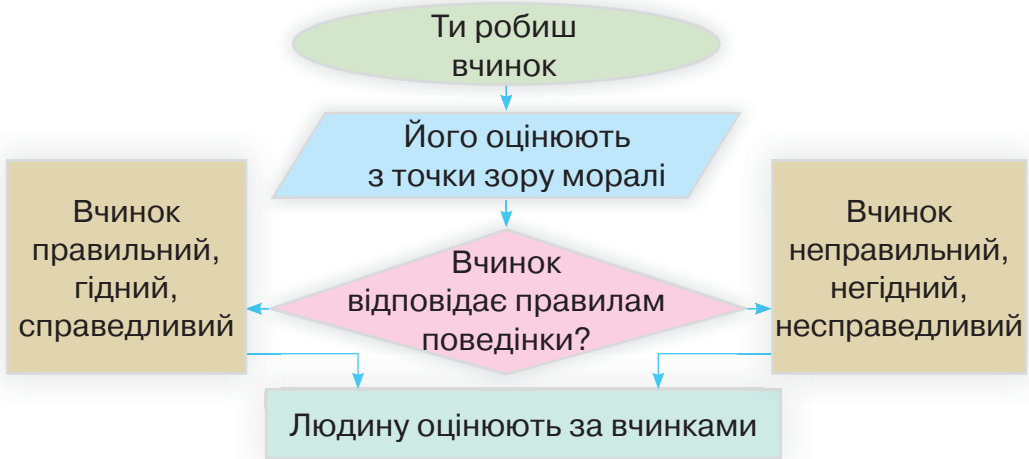 Ти робиш
вчинок
Його оцінюють
з точки зору моралі
Вчинок
правильний,
гідний,
справедливий
Вчинок
відповідає правилам
поведінки?
Вчинок
неправильний,
негідний,
несправедливий
Людину оцінюють за вчинками